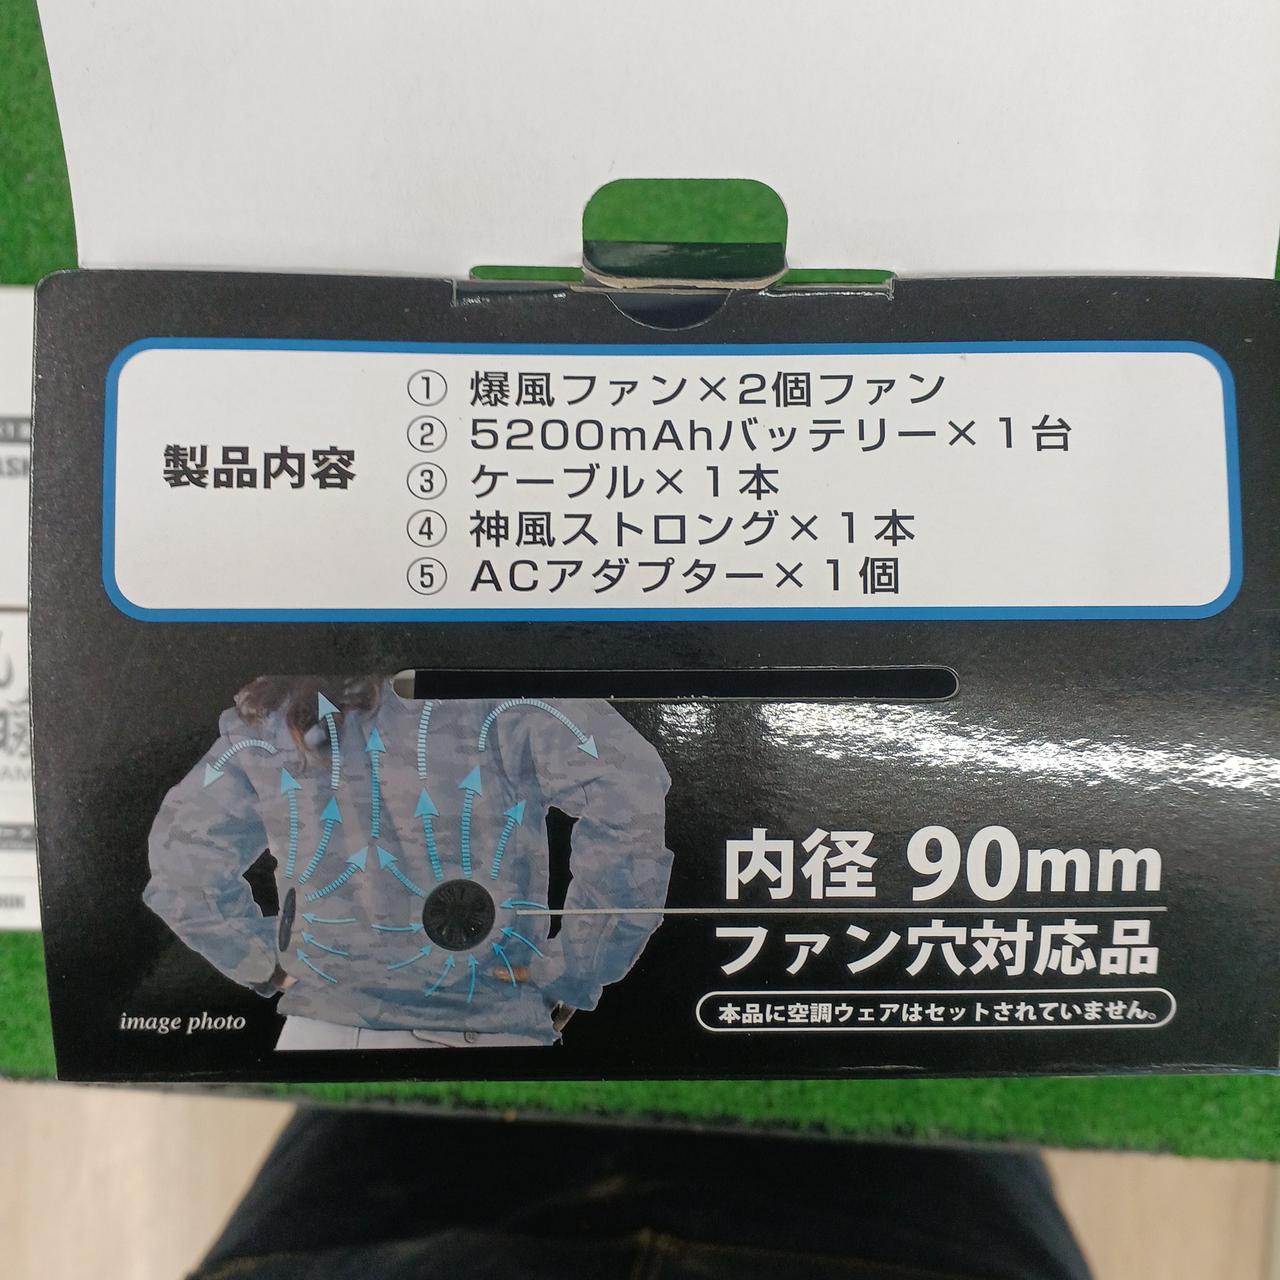 製品内容
① 爆風ファン×2個ファン
② 5200mAhバッテリー×1台
③ ケーブル×1本
④ 神風ストロング×1本
⑤ ACアダプター×1個
内径 90mm
ファン穴対応品
本品に空調ウェアはセットされていません。
image photo